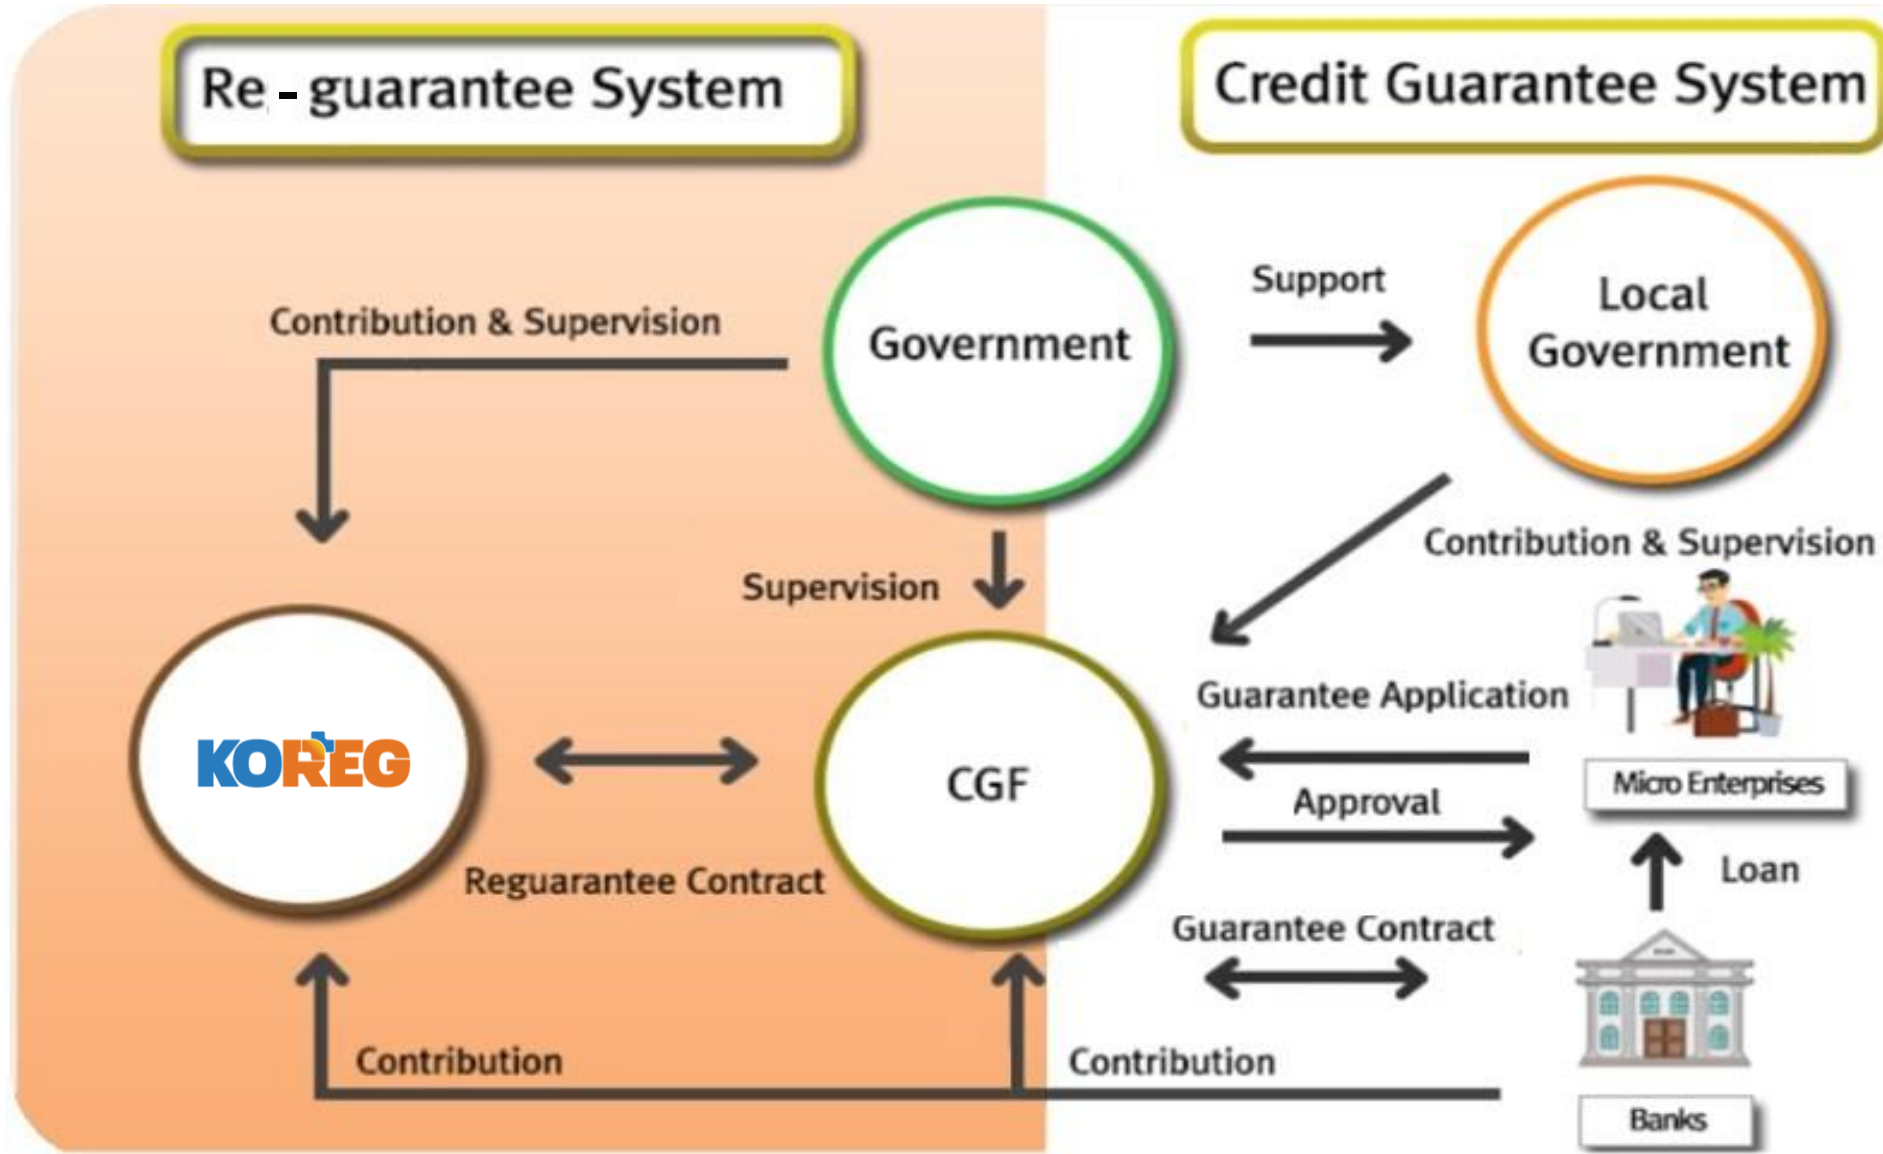 Re - guarantee System
Credit Guarantee System
Government
Support
Local
Government
Contribution & Supervision
Contribution & Supervision
Supervision
KOREG
CGF
Guarantee Application
Micro Enterprises
Approval
Reguarantee Contract
Loan
Guarantee Contract
Contribution
Contribution
Banks